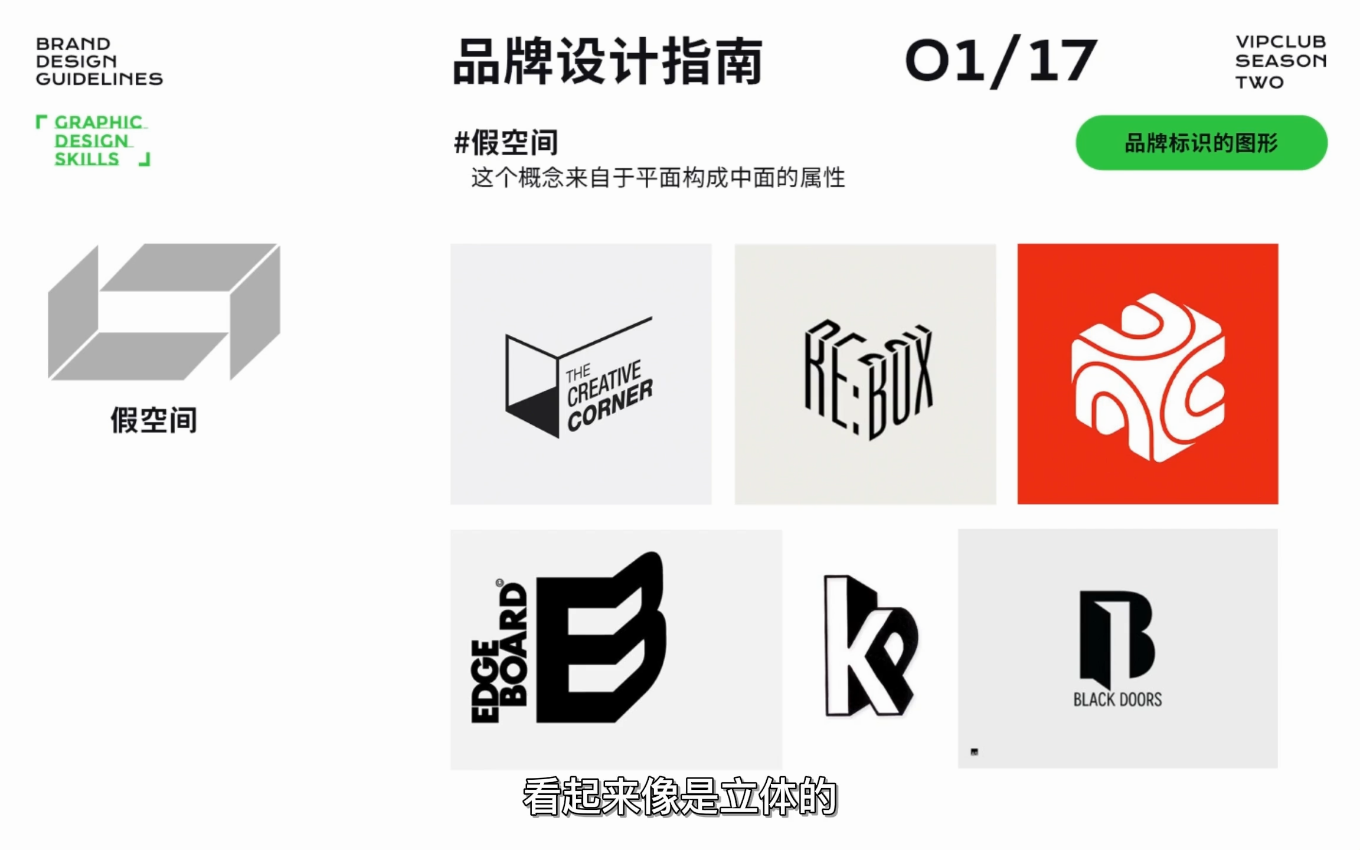 BRAND
DESIGN
GUIDELINES
品牌设计指南
01/17
VIPCLUB
SEASON
TWO
GRAPHIC
DESIGN
SKILLS
#假空间
这个概念来自于平面构成中面的属性
品牌标识的图形
假空间
THE
CREATIVE
CORNER
RE:BOX
EDGE
BOARD
©
B
KP
B
BLACK DOORS
看起来像是立体的